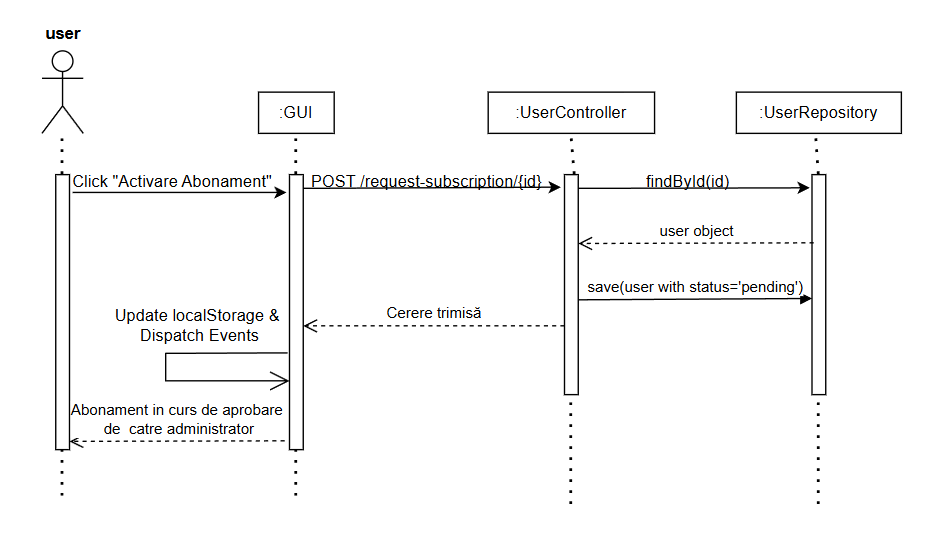 user
:GUI
:UserController
:UserRepository
Click "Activare Abonament"
POST /request-subscription/{id}
findById(id)
user object
save(user with status='pending')
Cerere trimisă
Update localStorage &
Dispatch Events
Abonament in curs de aprobare
de  catre administrator